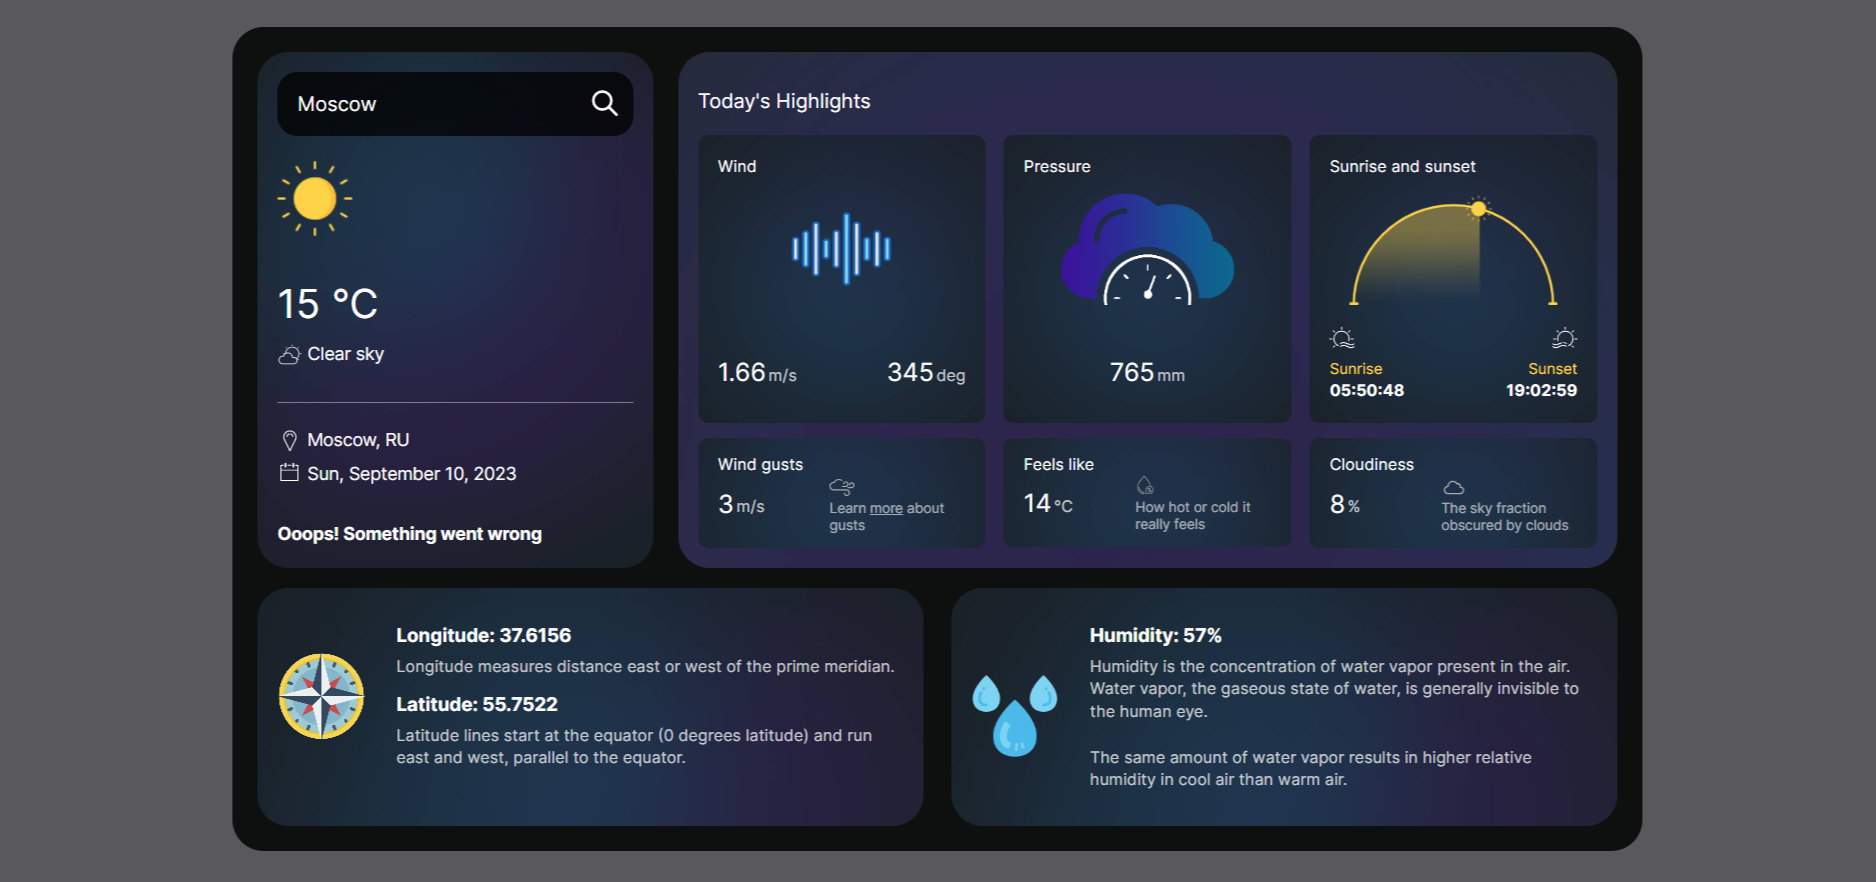 Moscow
15 °C
Clear sky
Moscow, RU
Sun, September 10, 2023
Ooops! Something went wrong
Today's Highlights
Wind
1.66 m/s
345 deg
Pressure
765 mm
Sunrise and sunset
Sunrise
05:50:48
Sunset
19:02:59
Wind gusts
3 m/s
Learn more about
gusts
Feels like
14 °C
How hot or cold it
really feels
Cloudiness
8 %
The sky fraction
obscured by clouds
Longitude: 37.6156
Longitude measures distance east or west of the prime meridian.
Latitude: 55.7522
Latitude lines start at the equator (0 degrees latitude) and run
east and west, parallel to the equator.
Humidity: 57%
Humidity is the concentration of water vapor present in the air.
Water vapor, the gaseous state of water, is generally invisible to
the human eye.
The same amount of water vapor results in higher relative
humidity in cool air than warm air.